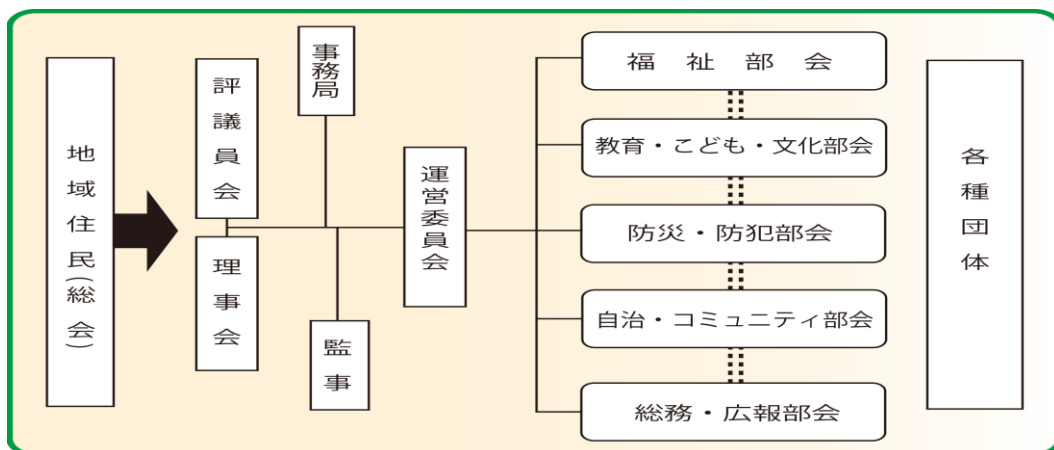 地域住民(総会)
評議員会
理事会
事務局
監事
運営委員会
福祉部会
教育・こども・文化部会
防災・防犯部会
自治・コミュニティ部会
総務・広報部会
各種団体